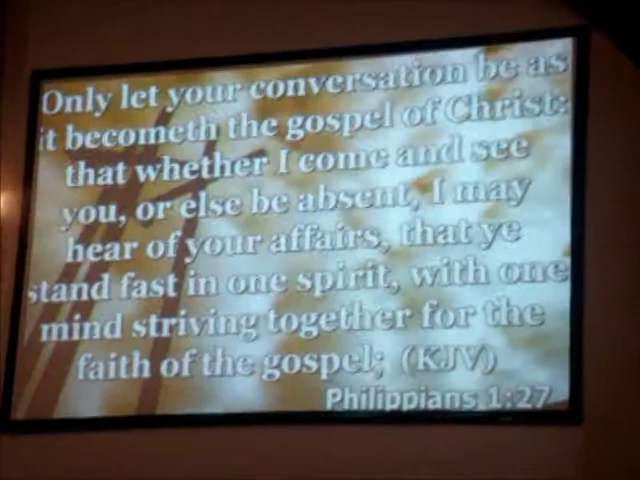 Only let your conversation be as
it becometh the gospel of Christ:
that whether I come and see
you, or else be absent, I may
hear of your affairs, that ye
stand fast in one spirit, with one
mind striving together for the
faith of the gospel; (KJV)
Philippians 1:27